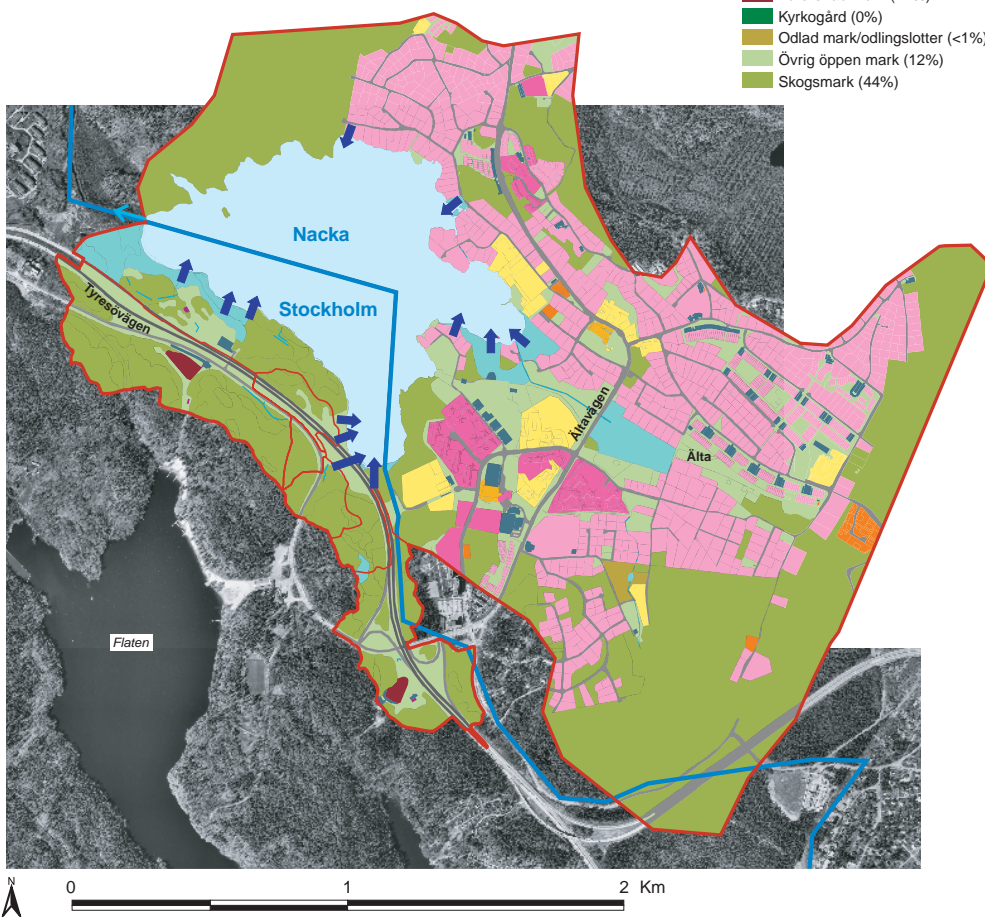 Kyrkogård (0%)
Odlad mark/odlingslotter (<1%)
Övrig öppen mark (12%)
Skogsmark (44%)
Nacka
Stockholm
Tyresövägen
Ältavägen
Älta
Flaten
N
0 1 2 Km